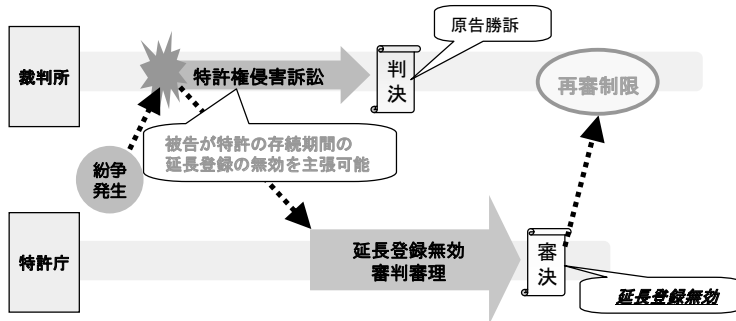 原告勝訴
裁判所
特許権侵害訴訟
判
決
再審制限
被告が特許の存続期間の
延長登録の無効を主張可能
紛争
発生
特許庁
延長登録無効
審判審理
審
決
延長登録無効